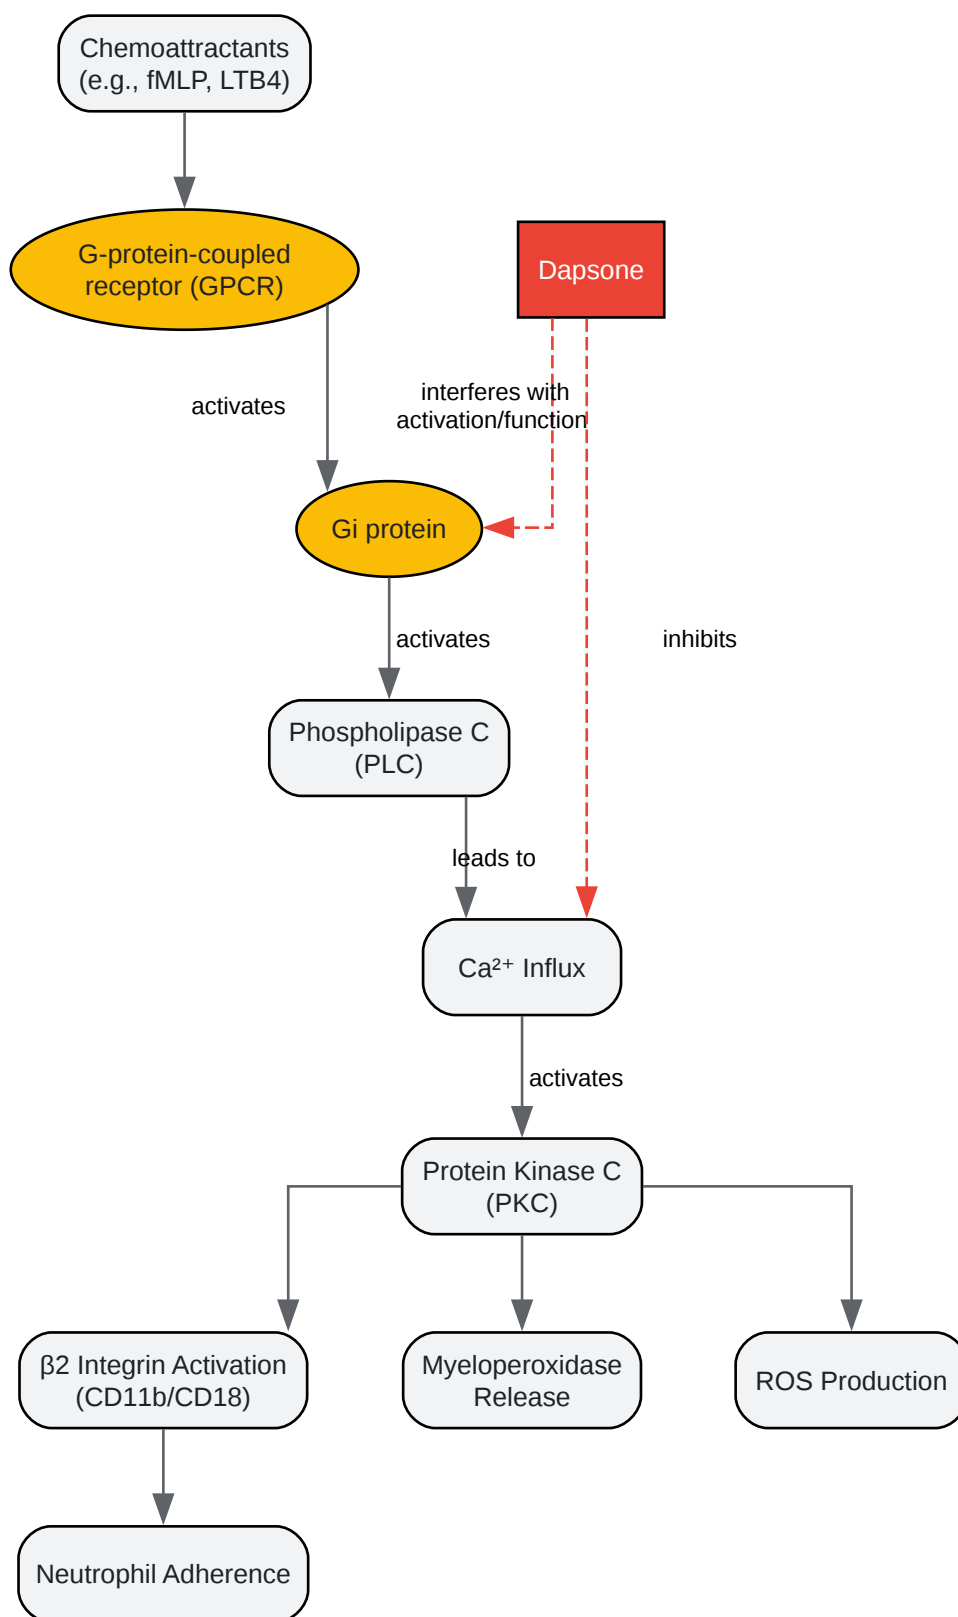 Chemoattractants
(e.g., fMLP, LTB4)
G-protein-coupled
receptor (GPCR)
Dapsone
interferes with
activation/function
activates
Gi protein
activates
inhibits
Phospholipase C
(PLC)
leads to
Ca²⁺ Influx
activates
Protein Kinase C
(PKC)
β2 Integrin Activation
(CD11b/CD18)
Myeloperoxidase
Release
ROS Production
Neutrophil Adherence